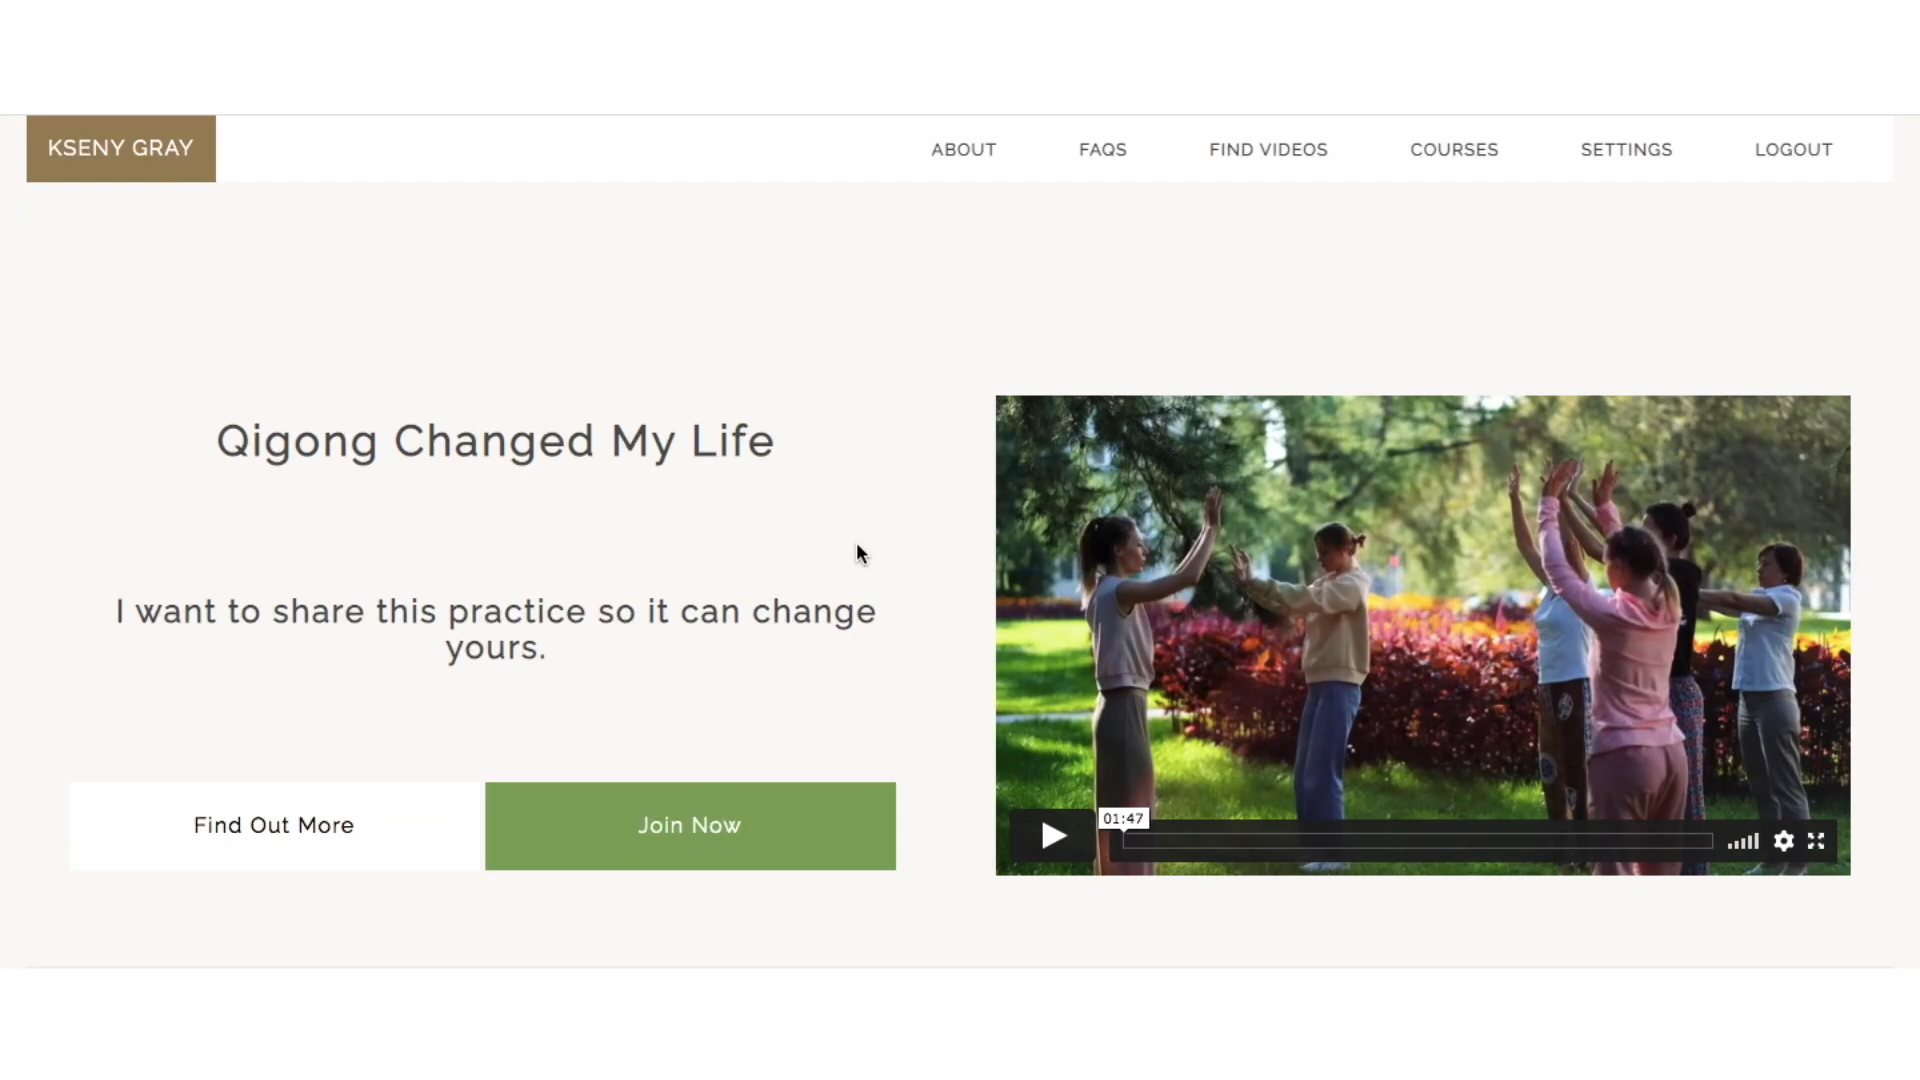 KSENY GRAY
ABOUT
FAQS
FIND VIDEOS
COURSES
SETTINGS
LOGOUT
Qigong Changed My Life
I want to share this practice so it can change
yours.
Find Out More
Join Now
01:47